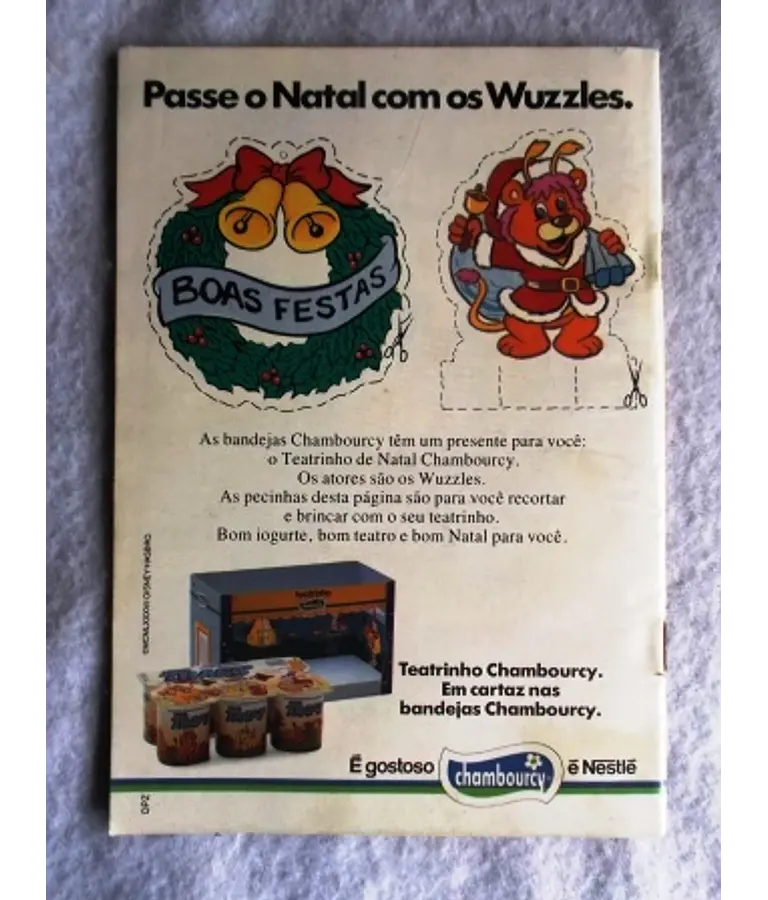 Passe o Natal com os Wuzzles.
BOAS FESTAS
As bandejas Chambourcy têm um presente para você:
o Teatrinho de Natal Chambourcy.
Os atores são os Wuzzles.
As pecinhas desta página são para você recortar
e brincar com o seu teatrinho.
Bom iogurte, bom teatro e bom Natal para você.
teatrinho
Teatrinho Chambourcy.
Em cartaz nas
bandejas Chambourcy.
É gostoso
chambourcy
é Nestlé
DPZ